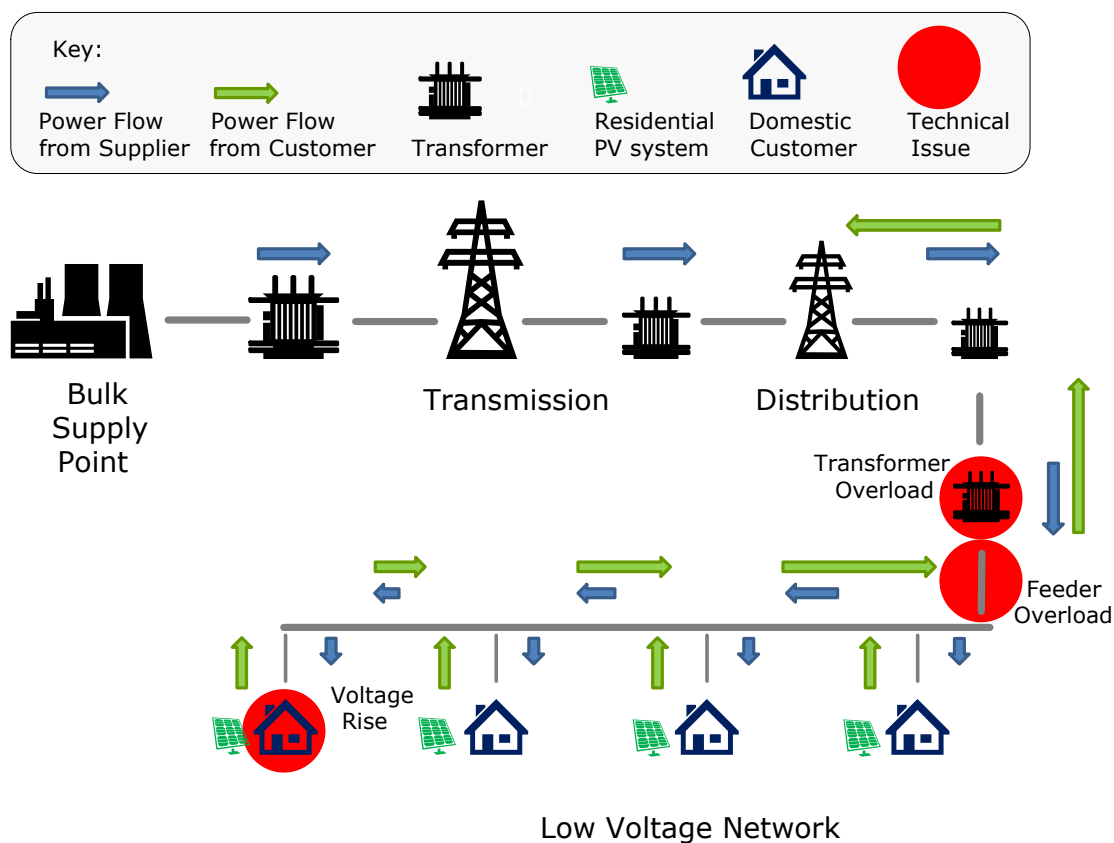 Key:
Power Flow
from Supplier
Power Flow
from Customer
Transformer
0
Residential
PV system
Domestic
Customer
Technical
Issue
Bulk
Supply
Point
Transmission
Distribution
Transformer
Overload
Feeder
Overload
Voltage
Rise
Low Voltage Network